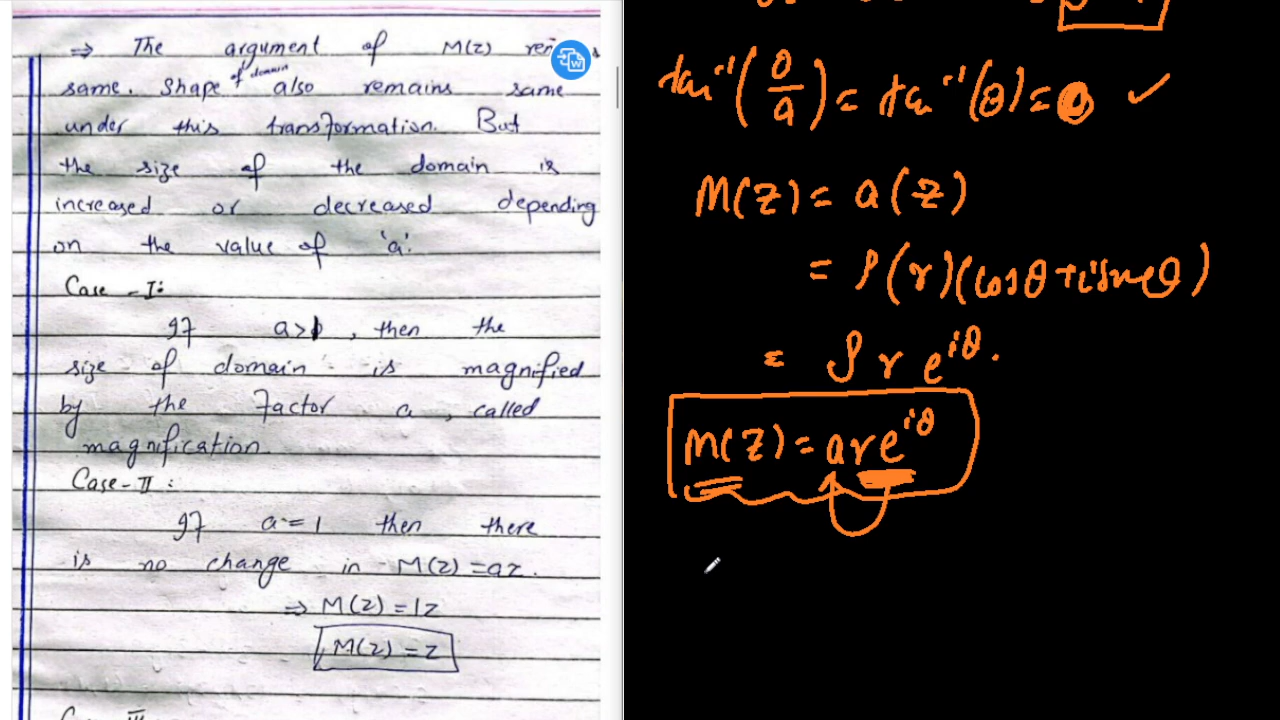 ⇒ The argument of M(z)
same. Shape of domain also remains same
under this transformation. But
the size of the domain is
increased or decreased depending
on the value of 'a'.
Case - I:
If a>1, then the
size of domain is magnified
by the Factor a, called
magnification
Case - II :
If a = 1 then there
is no change in M(z) = az.
⇒ M(z) = 1z
M(z) = z
tan⁻¹(θ/a) = tan⁻¹(θ) = ✓
M(z) = a(z)
= ρ(r)(cosθ + i sinθ)
= ρ r e^{iθ}.
M(z) = a r e^{iθ}